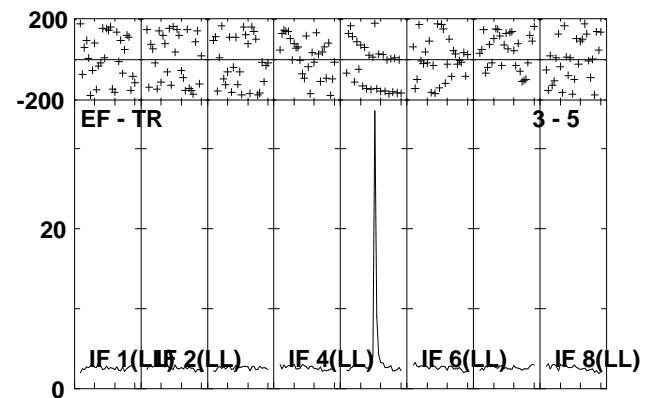 200
-200
EF - TR 3 - 5
20
IF 1(LL) IF 2(LL) IF 4(LL) IF 6(LL) IF 8(LL)
0